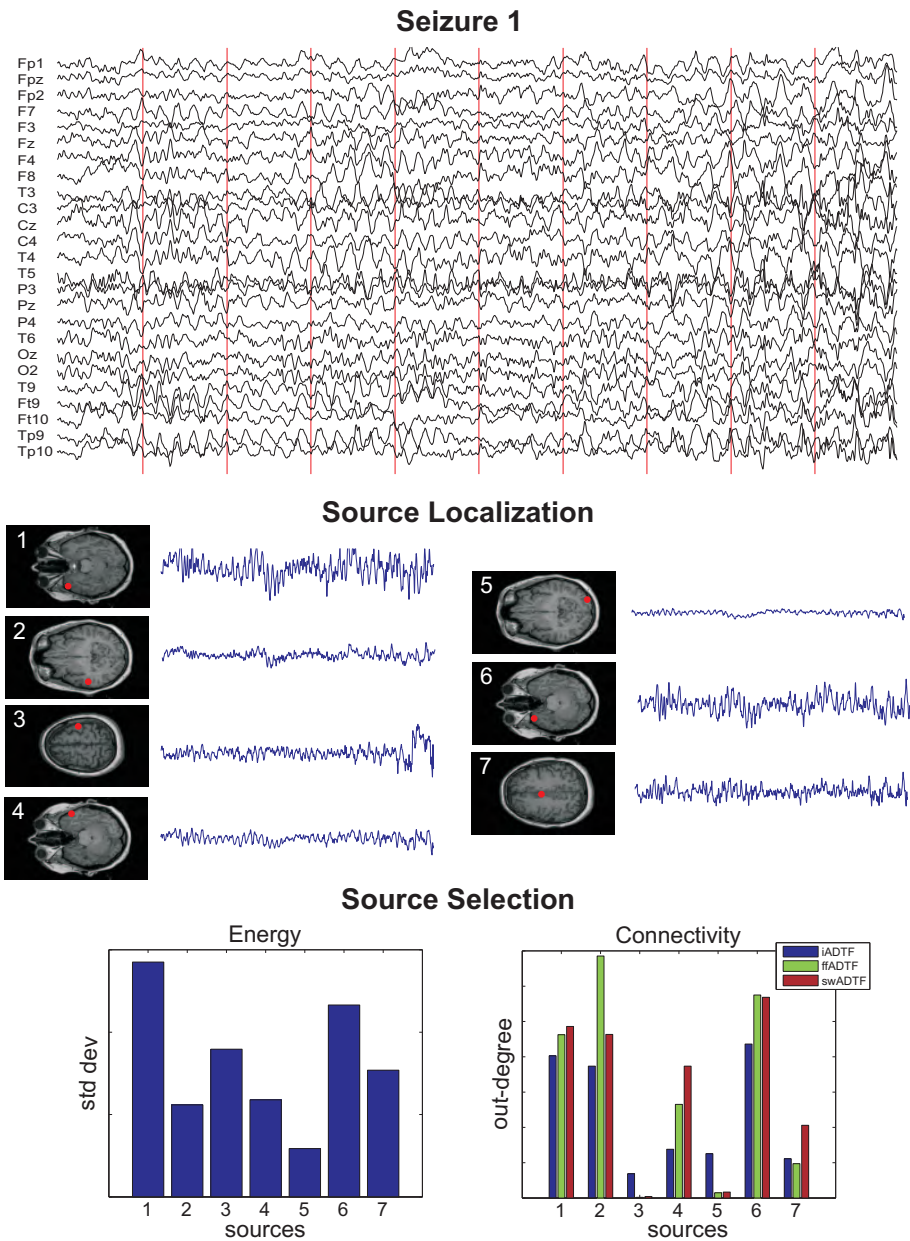 Seizure 1
Fp1
Fpz
Fp2
F7
F3
Fz
F4
F8
T3
C3
Cz
C4
T4
T5
P3
Pz
P4
T6
Oz
O2
T9
Ft9
Ft10
Tp9
Tp10
Source Localization
1
2
3
4
5
6
7
Source Selection
Energy
std dev
1 2 3 4 5 6 7
sources
Connectivity
iADTF
ffADTF
swADTF
out-degree
1 2 3 4 5 6 7
sources